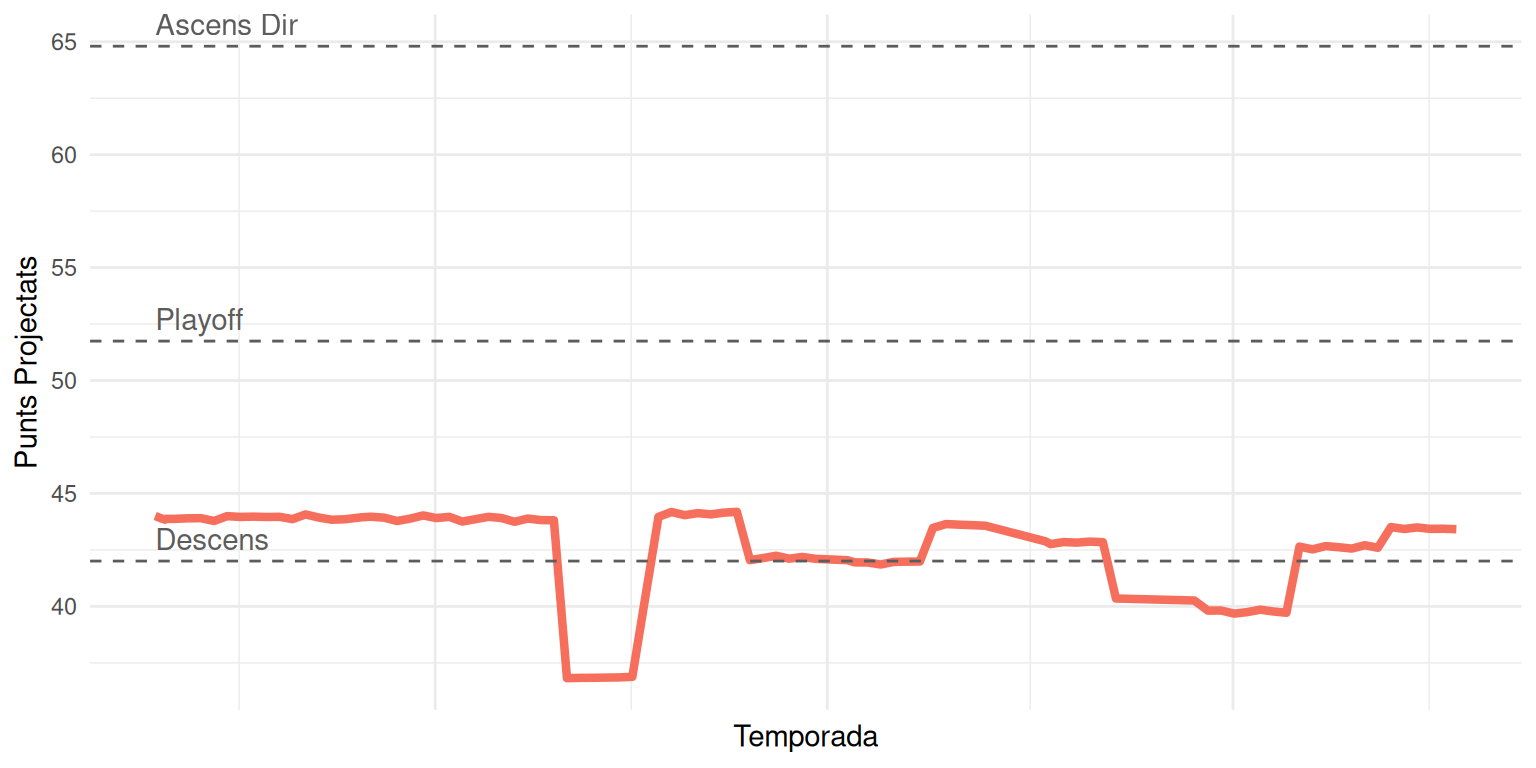 Ascens Dir
65
60
55
Playoff
50
45
Descens
40
Punts Projectats
Temporada